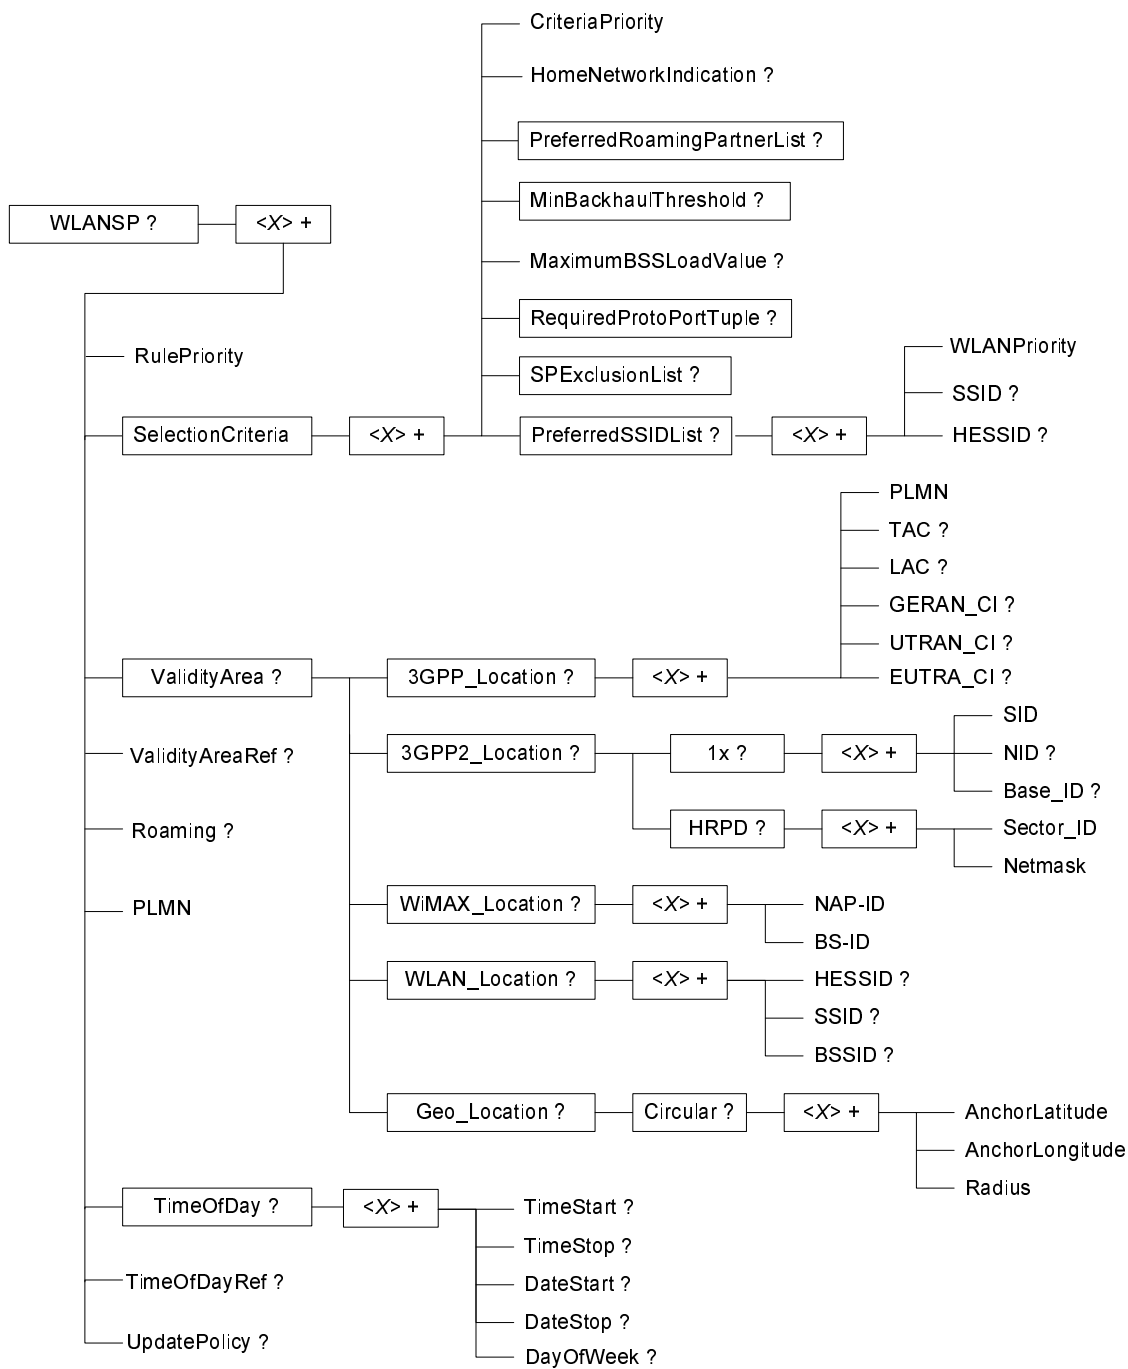 CriteriaPriority
HomeNetworkIndication ?
PreferredRoamingPartnerList ?
MinBackhaulThreshold ?
WLANSP ?
<X> +
MaximumBSSLoadValue ?
RequiredProtoPortTuple ?
RulePriority
SPExclusionList ?
WLANPriority
SSID ?
SelectionCriteria
<X> +
PreferredSSIDList ?
<X> +
HESSID ?
PLMN
TAC ?
LAC ?
GERAN_CI ?
UTRAN_CI ?
ValidityArea ?
3GPP_Location ?
<X> +
EUTRA_CI ?
SID
ValidityAreaRef ?
3GPP2_Location ?
1x ?
<X> +
NID ?
Base_ID ?
Roaming ?
HRPD ?
<X> +
Sector_ID
Netmask
PLMN
WiMAX_Location ?
<X> +
NAP-ID
BS-ID
WLAN_Location ?
<X> +
HESSID ?
SSID ?
BSSID ?
Geo_Location ?
Circular ?
<X> +
AnchorLatitude
AnchorLongitude
Radius
TimeOfDay ?
<X> +
TimeStart ?
TimeStop ?
TimeOfDayRef ?
DateStart ?
DateStop ?
UpdatePolicy ?
DayOfWeek ?